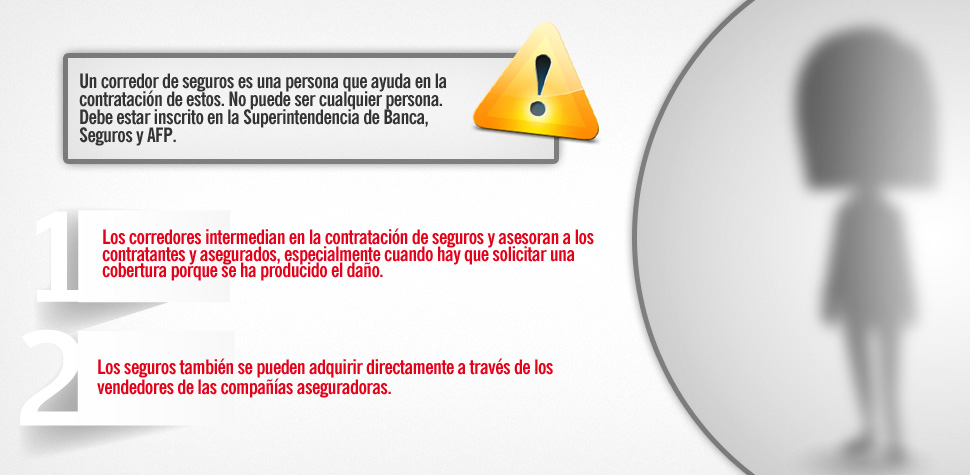 Un corredor de seguros es una persona que ayuda en la
contratación de estos. No puede ser cualquier persona.
Debe estar inscrito en la Superintendencia de Banca,
Seguros y AFP.
1
Los corredores intermedian en la contratación de seguros y asesoran a los
contratantes y asegurados, especialmente cuando hay que solicitar una
cobertura porque se ha producido el daño.
2
Los seguros también se pueden adquirir directamente a través de los
vendedores de las compañías aseguradoras.